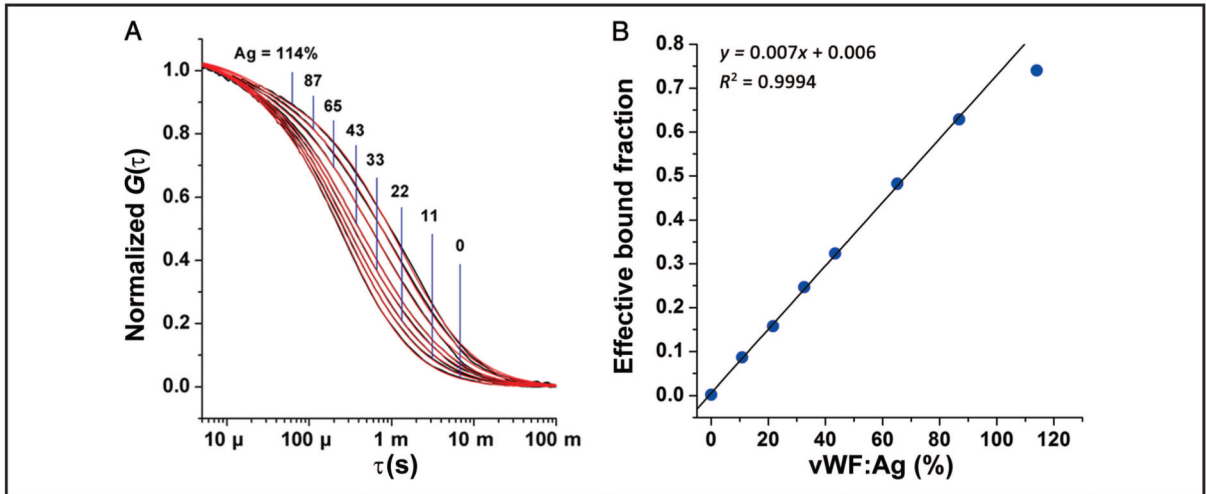 A
Normalized G(τ)
1.0
0.8
0.6
0.4
0.2
0.0
Ag = 114%
87
65
43
33
22
11
0
10 μ
100 μ
1 m
10 m
100 m
τ(s)
B
Effective bound fraction
0.8
0.7
0.6
0.5
0.4
0.3
0.2
0.1
0.0
y = 0.007x + 0.006
R² = 0.9994
0
20
40
60
80
100
120
vWF:Ag (%)